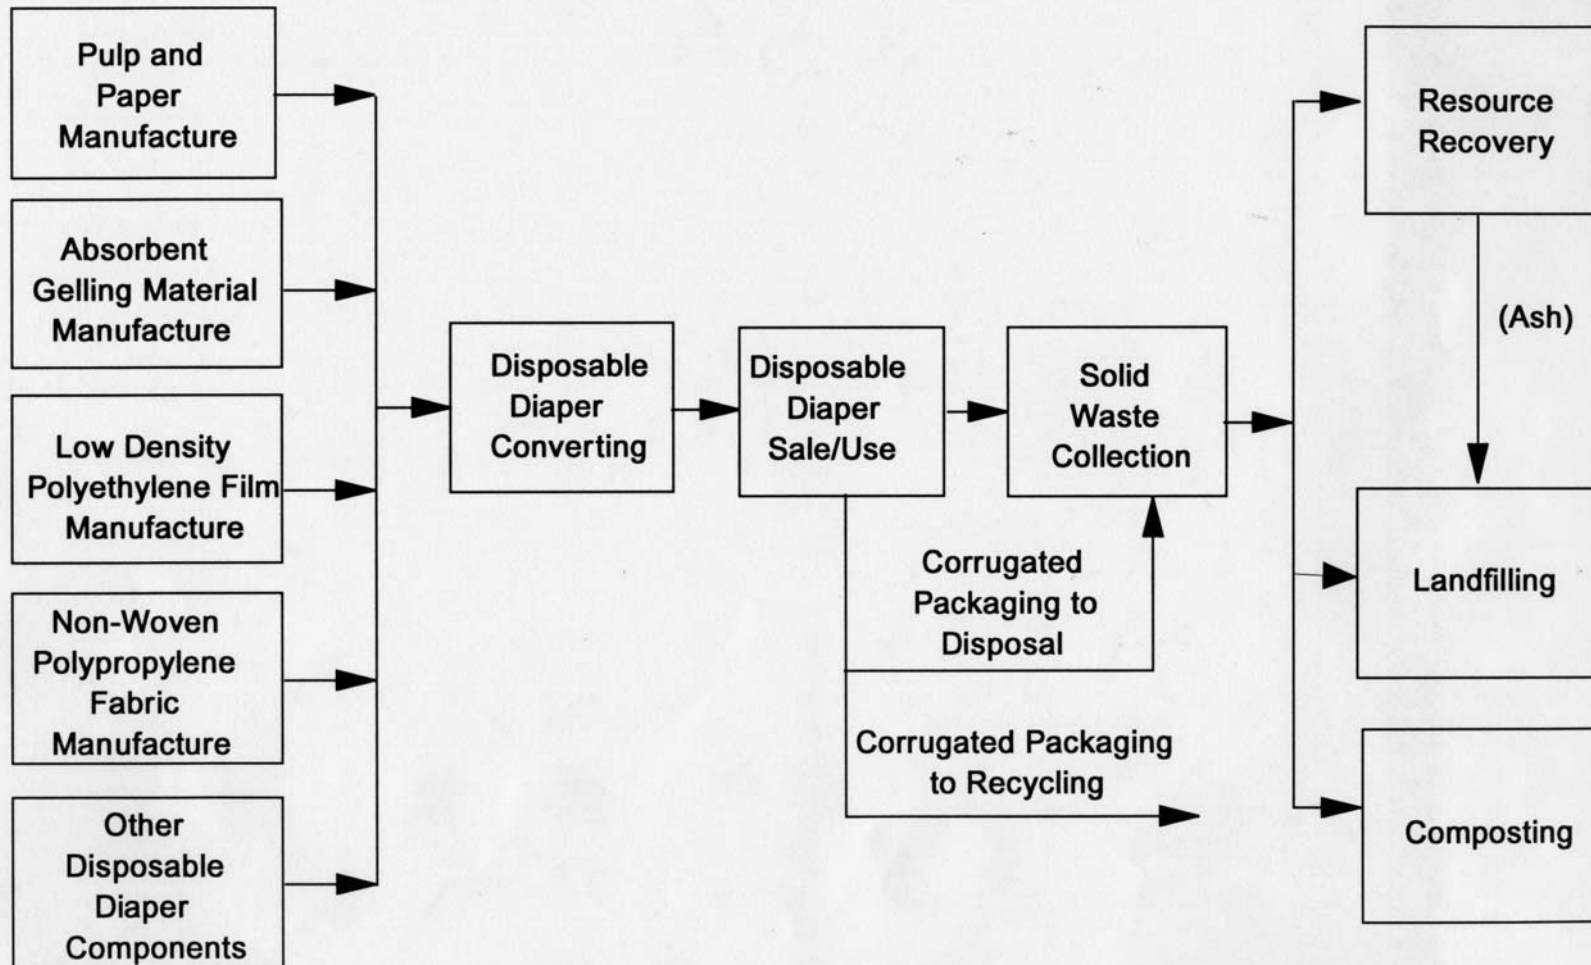 Pulp and
Paper
Manufacture
Absorbent
Gelling Material
Manufacture
Low Density
Polyethylene Film
Manufacture
Non-Woven
Polypropylene
Fabric
Manufacture
Other
Disposable
Diaper
Components
Disposable
Diaper
Converting
Disposable
Diaper
Sale/Use
Solid
Waste
Collection
Corrugated
Packaging to
Disposal
Corrugated Packaging
to Recycling
Resource
Recovery
(Ash)
Landfilling
Composting